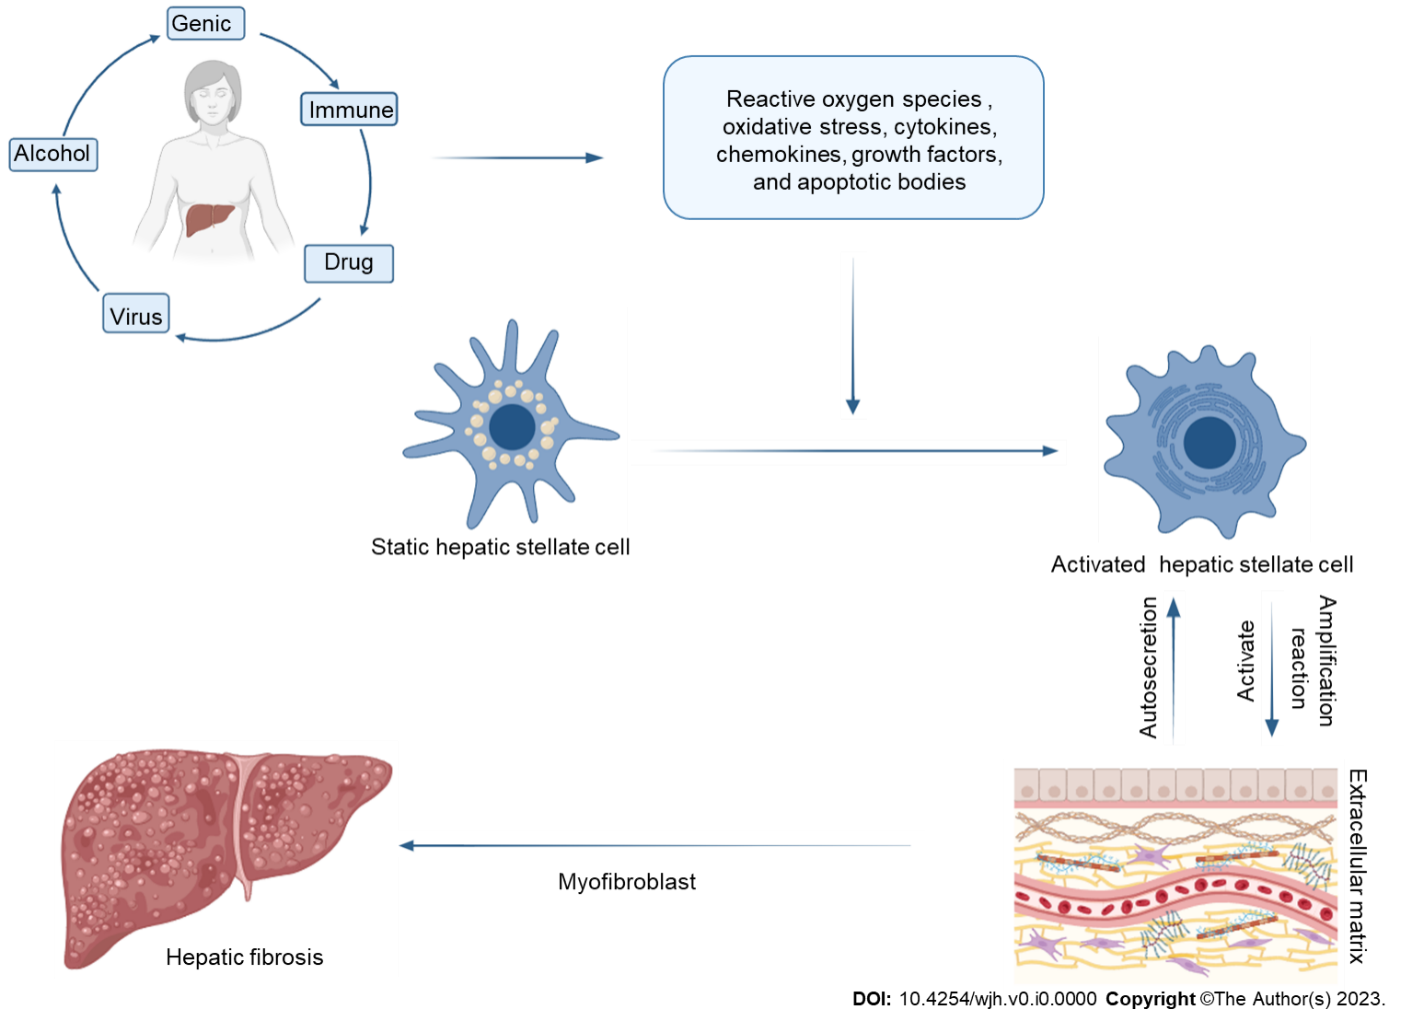 Genic
Immune
Alcohol
Drug
Virus
Reactive oxygen species ,
oxidative stress, cytokines,
chemokines, growth factors,
and apoptotic bodies
Static hepatic stellate cell
Activated hepatic stellate cell
Autosecretion
Activate
Amplification
reaction
Extracellular matrix
Myofibroblast
Hepatic fibrosis
DOI: 10.4254/wjh.v0.i0.0000 Copyright ©The Author(s) 2023.